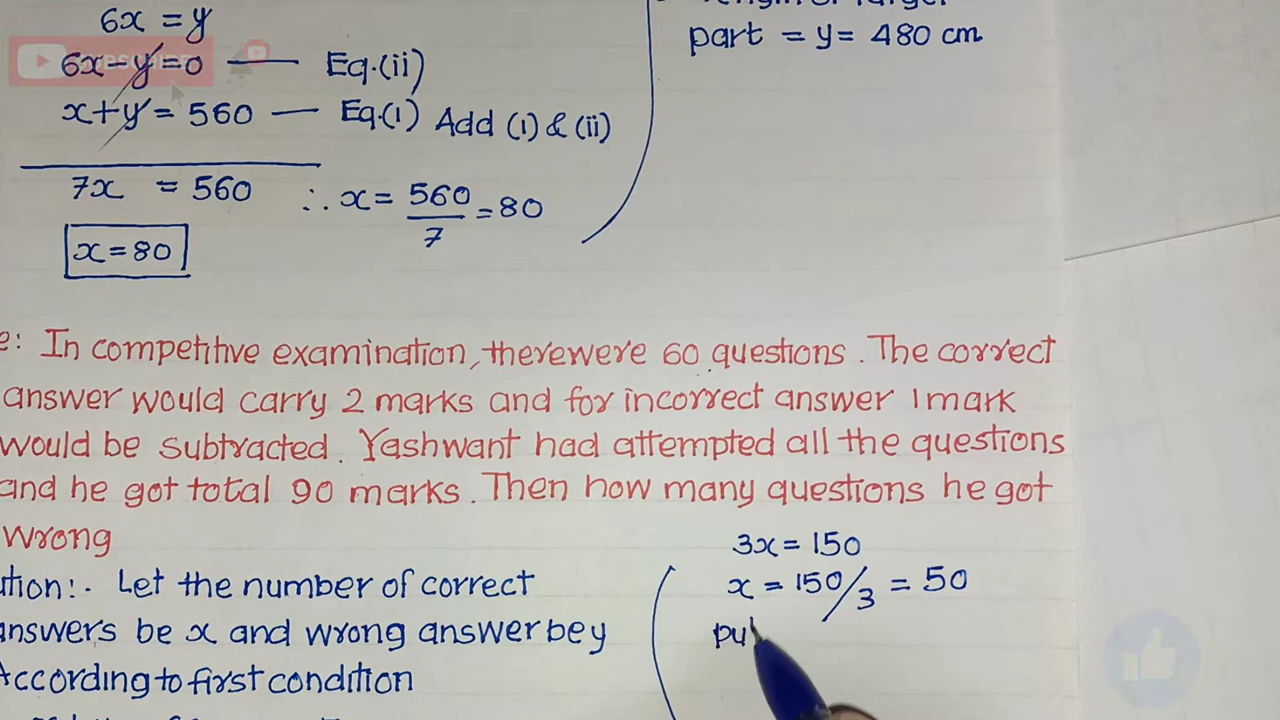 6x = y
6x - y = 0 — Eq.(ii)
x + y = 560 — Eq.(1) Add (1) & (ii)
7x = 560 ∴ x = 560/7 = 80
x = 80
part = y = 480 cm
e: In competitive examination, there were 60 questions. The correct
answer would carry 2 marks and for incorrect answer 1 mark
would be subtracted. Yashwant had attempted all the questions
and he got total 90 marks. Then how many questions he got
wrong
ution:. Let the number of correct
answers be x and wrong answer be y
According to first condition
3x = 150
x = 150/3 = 50
pu